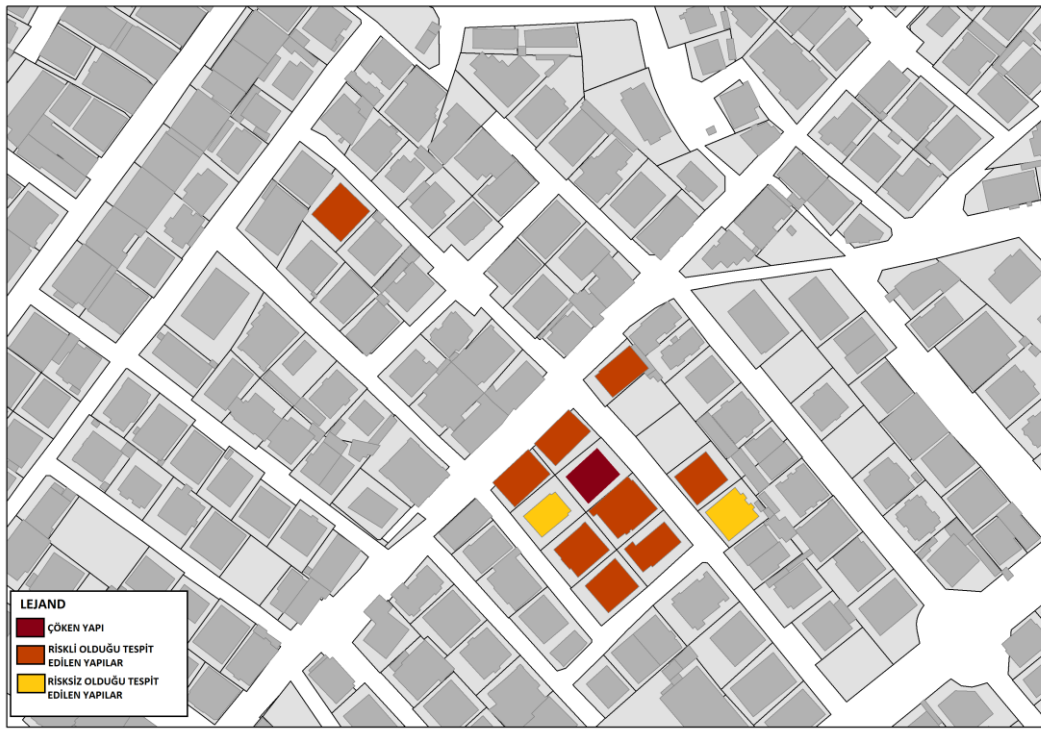 LEJAND
ÇÖKEN YAPI
RİSKLİ OLDUĞU TESPİT
EDİLEN YAPILAR
RİSKSİZ OLDUĞU TESPİT
EDİLEN YAPILAR